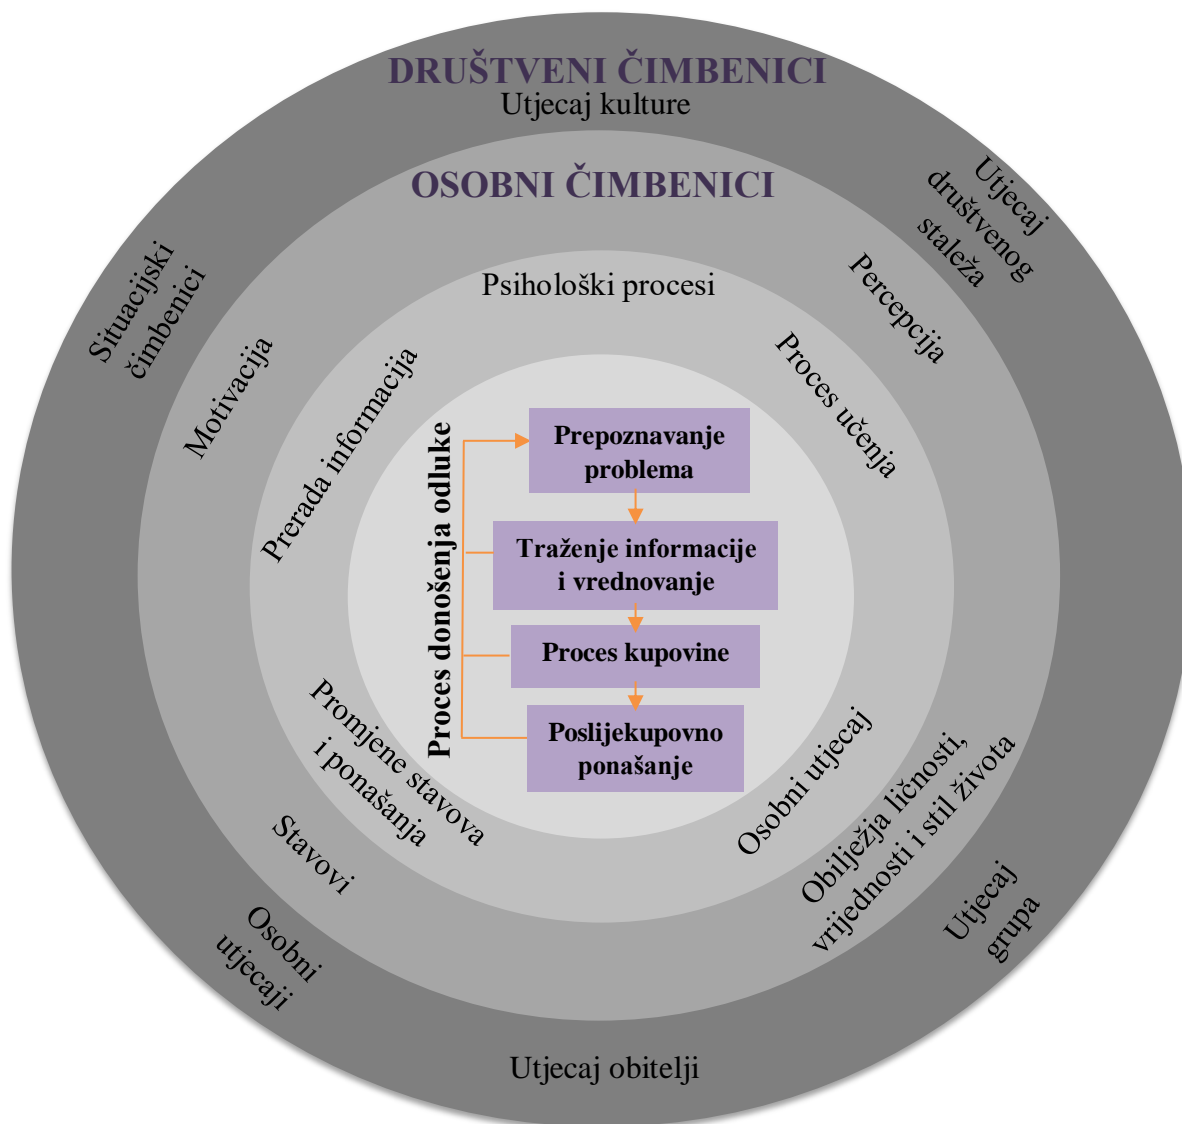 DRUŠTVENI ČIMBENICI
Utjecaj kulture
Utjecaj
društvenog
staleža
Situacijski
čimbenici
OSOBNI ČIMBENICI
Percepcija
Motivacija
Psihološki procesi
Proces učenja
Prerada informacija
Proces donošenja odluke
Prepoznavanje
problema
Traženje informacije
i vrednovanje
Proces kupovine
Poslijekupovno
ponašanje
Promjene stavova
i ponašanja
Osobni utjecaj
Stavovi
Obilježja ličnosti,
vrijednosti i stil života
Osobni
utjecaji
Utjecaj
grupa
Utjecaj obitelji